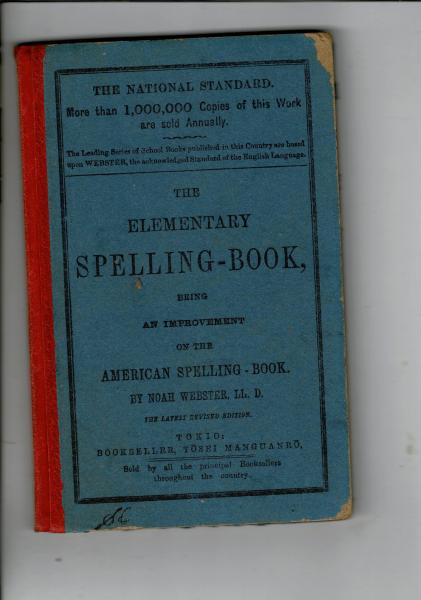 THE NATIONAL STANDARD.
More than 1,000,000 Copies of this Work
are sold Annually.
The Leading Series of School Books published in this Country are based
upon WEBSTER, the acknowledged Standard of the English Language.
THE
ELEMENTARY
SPELLING-BOOK,
BEING
AN IMPROVEMENT
ON THE
AMERICAN SPELLING-BOOK.
BY NOAH WEBSTER, LL. D.
THE LATEST REVISED EDITION.
TOKIO:
BOOKSELLER, TŌSEI MANGUANRŌ,
Sold by all the principal Booksellers
throughout the country.